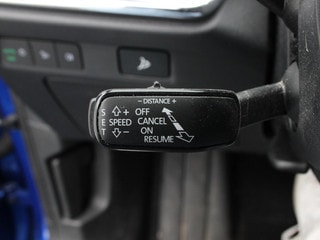 − DISTANCE +
S + OFF
E SPEED CANCEL
T − ON
RESUME